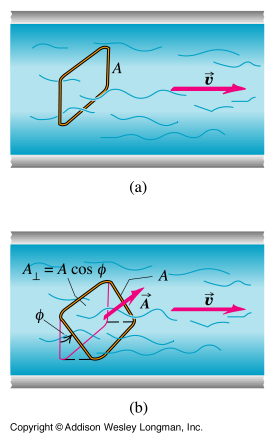 A
v⃗
(a)
A⊥ = A cos ϕ
A
A⃗
v⃗
ϕ
(b)
Copyright © Addison Wesley Longman, Inc.